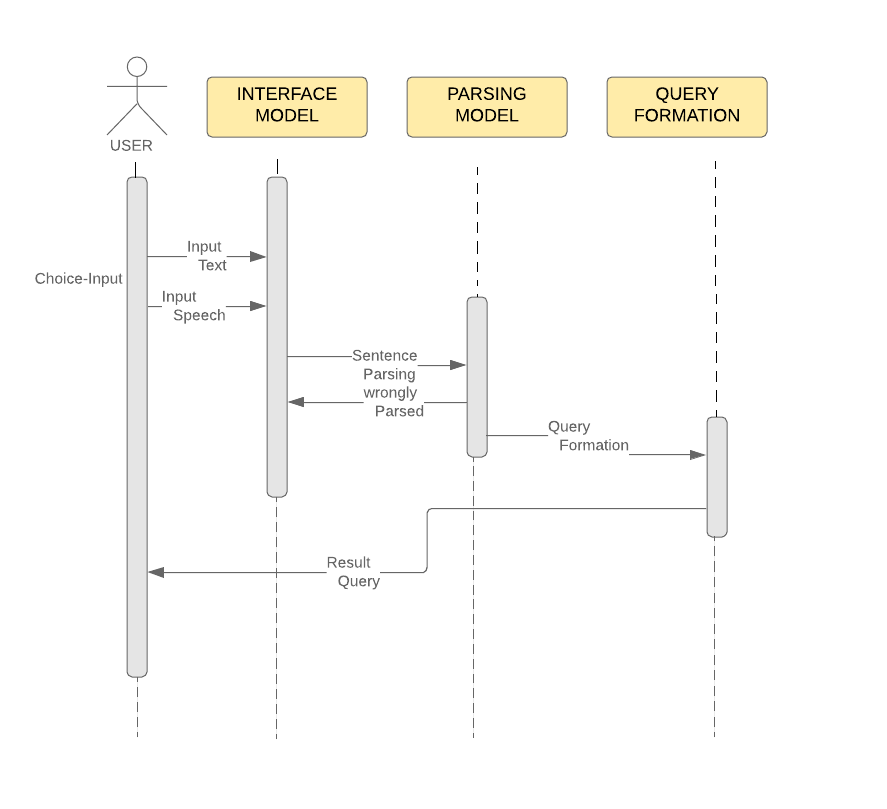 USER
INTERFACE
MODEL
PARSING
MODEL
QUERY
FORMATION
Input
Text
Choice-Input
Input
Speech
Sentence
Parsing
wrongly
Parsed
Query
Formation
Result
Query